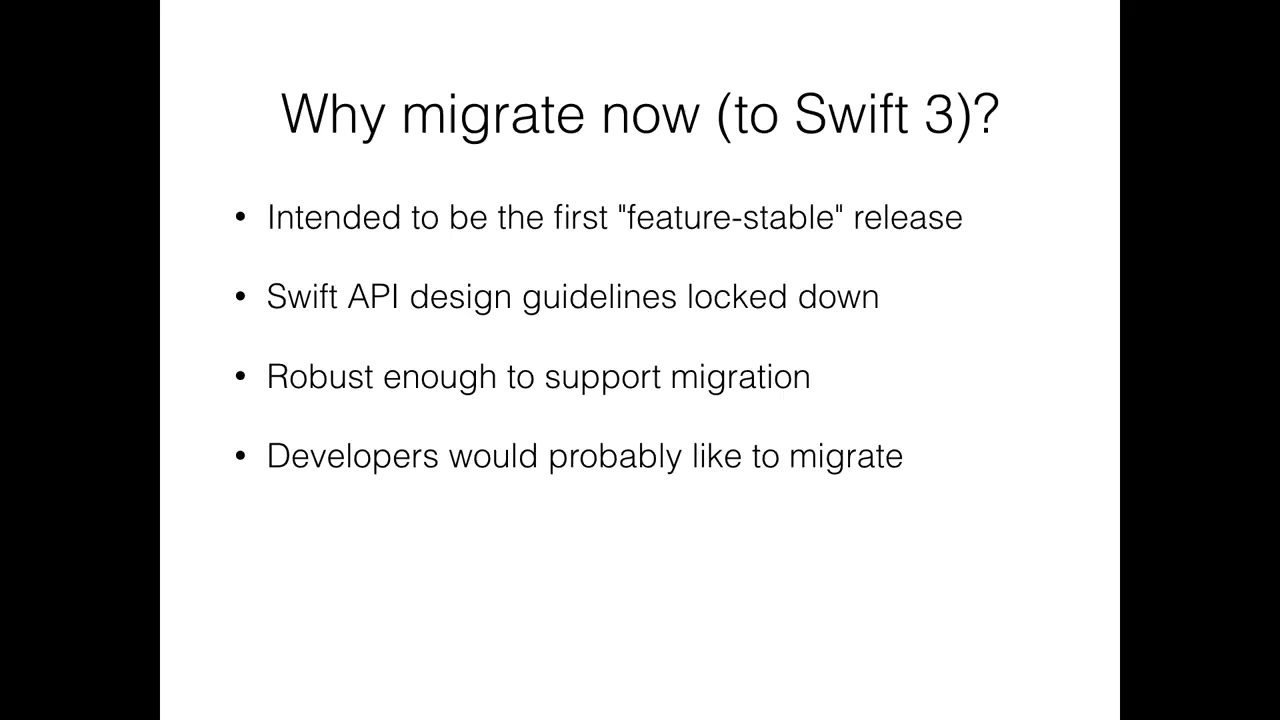 Why migrate now (to Swift 3)?
• Intended to be the first "feature-stable" release
• Swift API design guidelines locked down
• Robust enough to support migration
• Developers would probably like to migrate